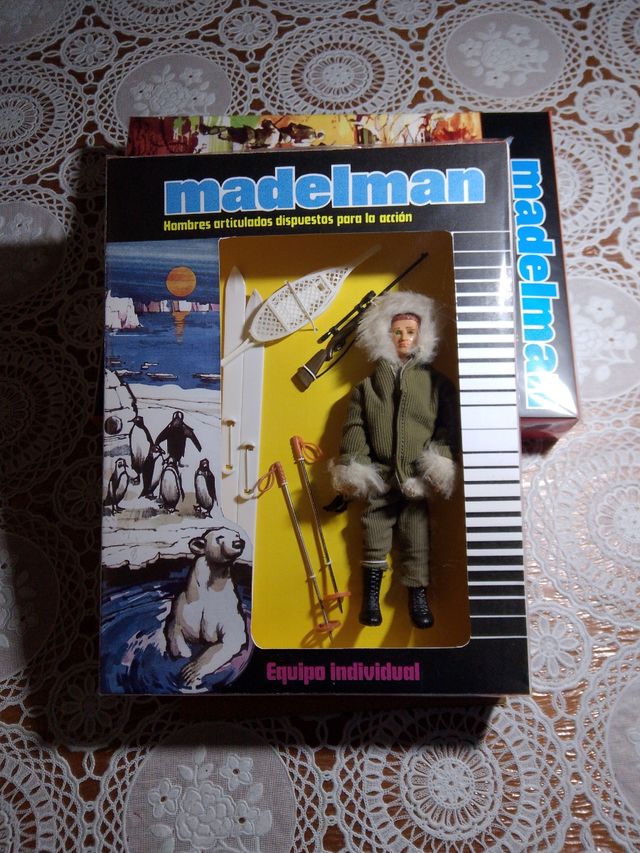 madelman
Hombres articulados dispuestos para la acción
madelman
Equipo individual